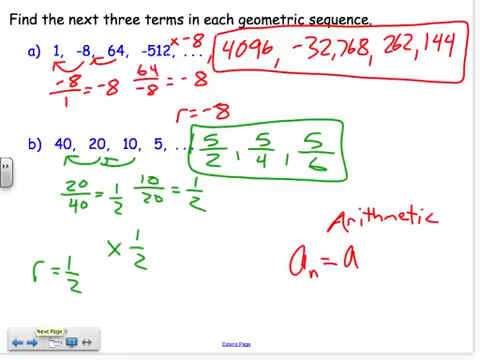 Find the next three terms in each geometric sequence.
a) 1, -8, 64, -512, ... x -8 4096, -32,768, 262,144
-8/1 = -8 64/-8 = -8
r = -8
b) 40, 20, 10, 5, ... 5/2, 5/4, 5/6
20/40 = 1/2 10/20 = 1/2
x 1/2
r = 1/2
Arithmetic
an = a
Next Page
Extend Page